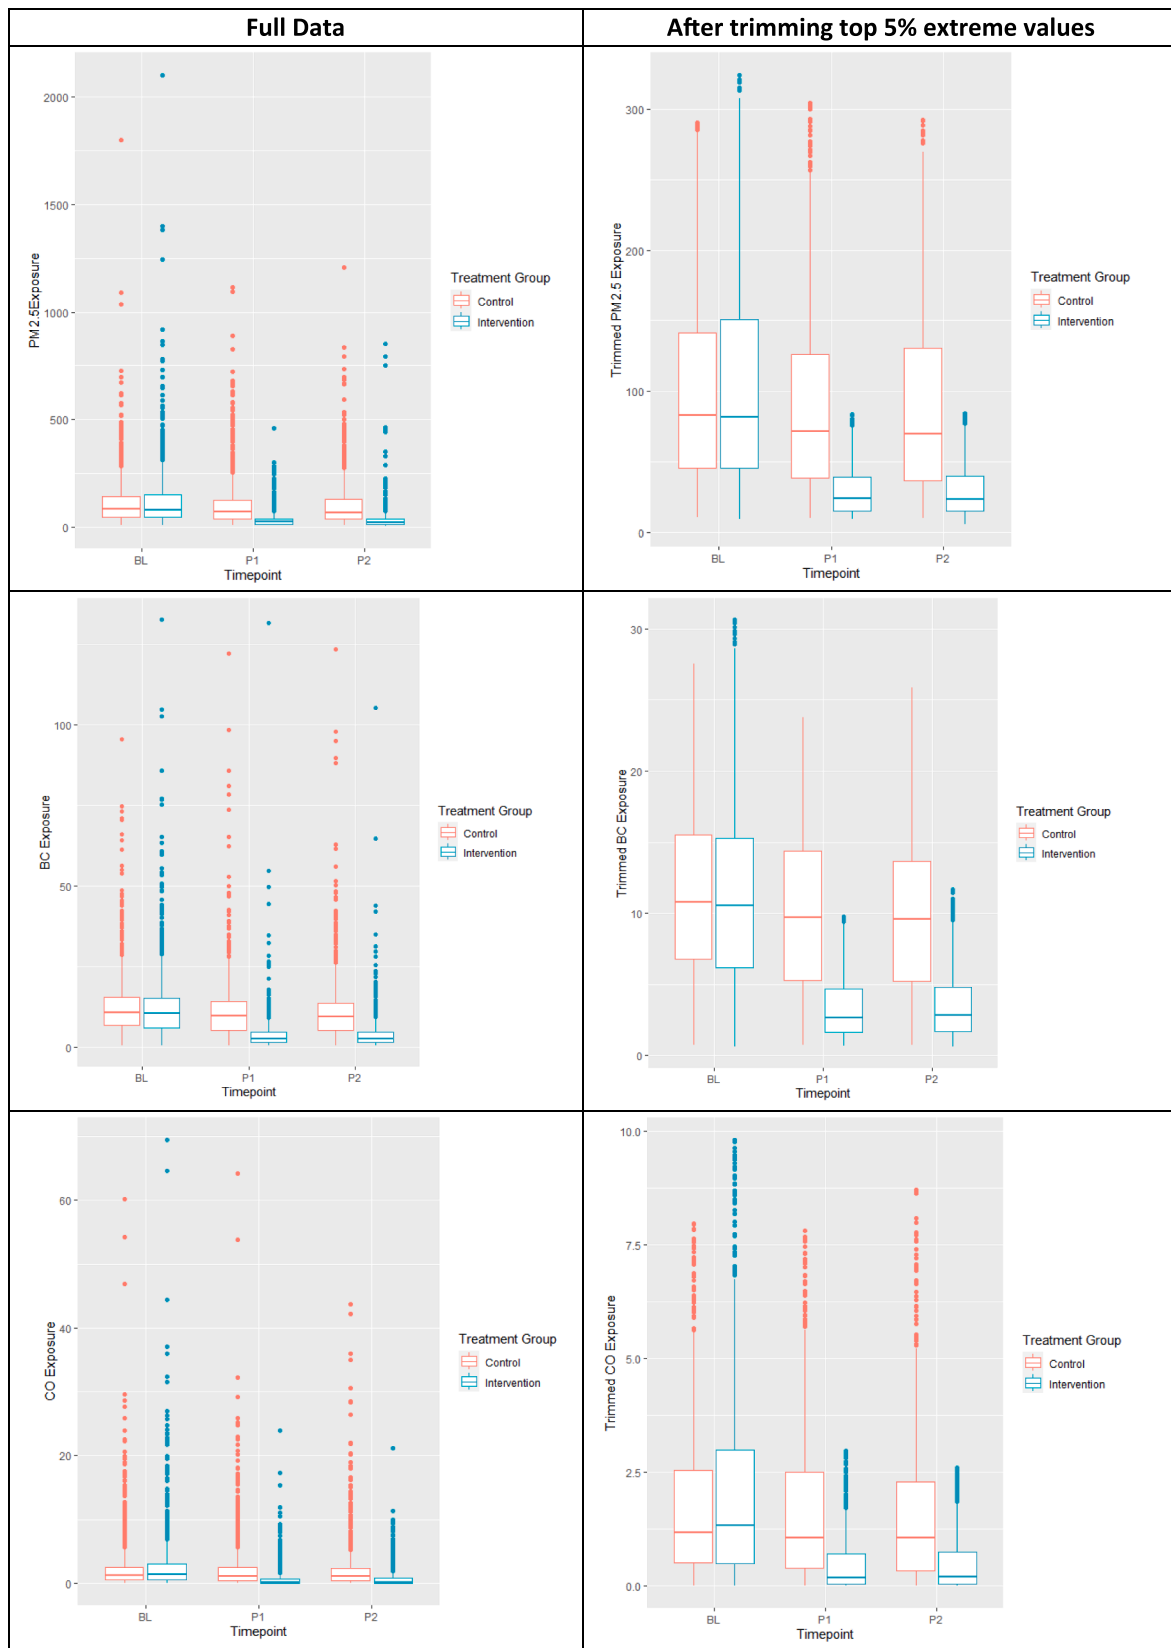 Full Data
After trimming top 5% extreme values
2000
1500
1000
500
0
PM2.5Exposure
BL
P1
P2
Timepoint
Treatment Group
Control
Intervention
300
200
100
0
Trimmed PM2.5 Exposure
BL
P1
P2
Timepoint
Treatment Group
Control
Intervention
100
50
0
BC Exposure
BL
P1
P2
Timepoint
Treatment Group
Control
Intervention
30
20
10
0
Trimmed BC Exposure
BL
P1
P2
Timepoint
Treatment Group
Control
Intervention
60
40
20
0
CO Exposure
BL
P1
P2
Timepoint
Treatment Group
Control
Intervention
10.0
7.5
5.0
2.5
0.0
Trimmed CO Exposure
BL
P1
P2
Timepoint
Treatment Group
Control
Intervention